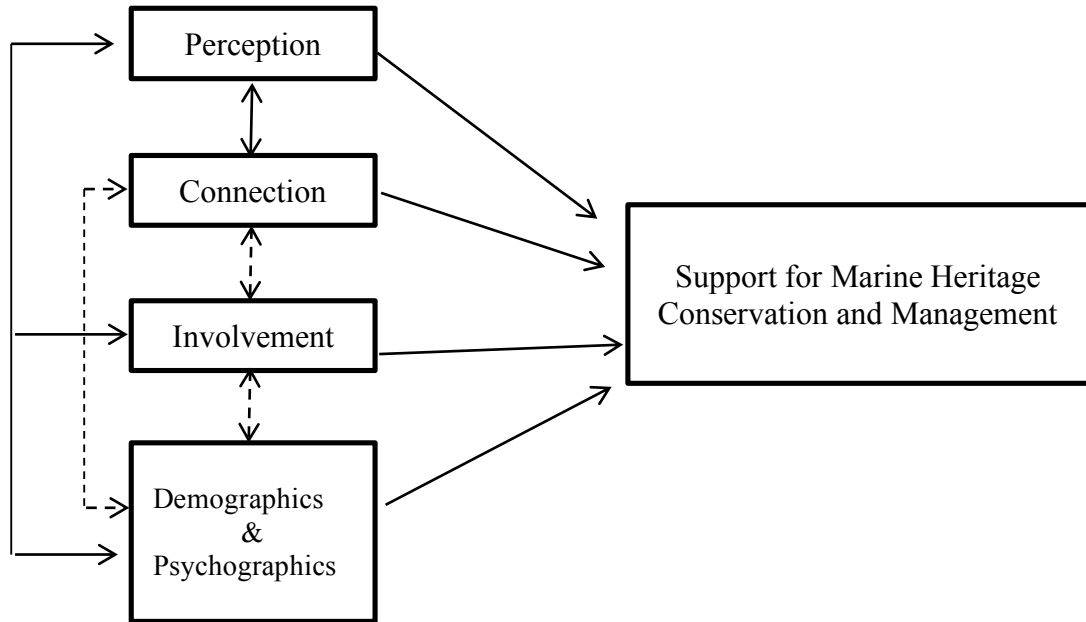 Perception
Connection
Involvement
Demographics
&
Psychographics
Support for Marine Heritage
Conservation and Management